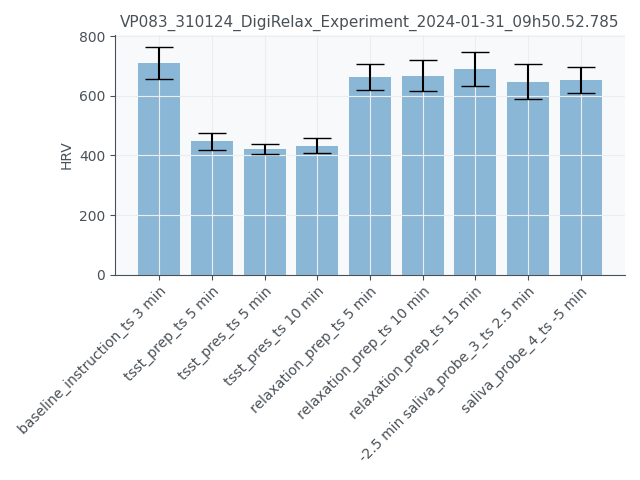 VP083_310124_DigiRelax_Experiment_2024-01-31_09h50.52.785
800
600
400
200
0
HRV
baseline_instruction_ts 3 min
tsst_prep_ts 5 min
tsst_pres_ts 5 min
tsst_pres_ts 10 min
relaxation_prep_ts 5 min
relaxation_prep_ts 10 min
relaxation_prep_ts 15 min
-2.5 min saliva_probe_3_ts 2.5 min
saliva_probe_4_ts -5 min